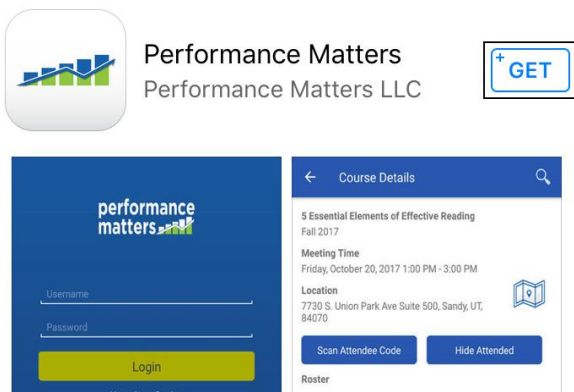 Performance Matters
Performance Matters LLC
+ GET
performance
matters
Username
Password
Login
Course Details
5 Essential Elements of Effective Reading
Fall 2017
Meeting Time
Friday, October 20, 2017 1:00 PM - 3:00 PM
Location
7730 S. Union Park Ave Suite 500, Sandy, UT,
84070
Scan Attendee Code
Hide Attended
Roster